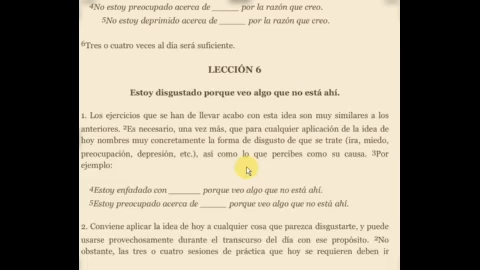 4No estoy preocupado acerca de _____ por la razón que creo.
5No estoy deprimido acerca de _____ por la razón que creo.
6Tres o cuatro veces al día será suficiente.
LECCIÓN 6
Estoy disgustado porque veo algo que no está ahí.
1. Los ejercicios que se han de llevar acabo con esta idea son muy similares a los
anteriores. 2Es necesario, una vez más, que para cualquier aplicación de la idea de
hoy nombres muy concretamente la forma de disgusto de que se trate (ira, miedo,
preocupación, depresión, etc.), así como lo que percibes como su causa. 3Por
ejemplo:
4Estoy enfadado con ______ porque veo algo que no está ahí.
5Estoy preocupado acerca de _____ porque veo algo que no está ahí.
2. Conviene aplicar la idea de hoy a cualquier cosa que parezca disgustarte, y puede
usarse provechosamente durante el transcurso del día con ese propósito. 2No
obstante, las tres o cuatro sesiones de práctica que hoy se requieren deben ir